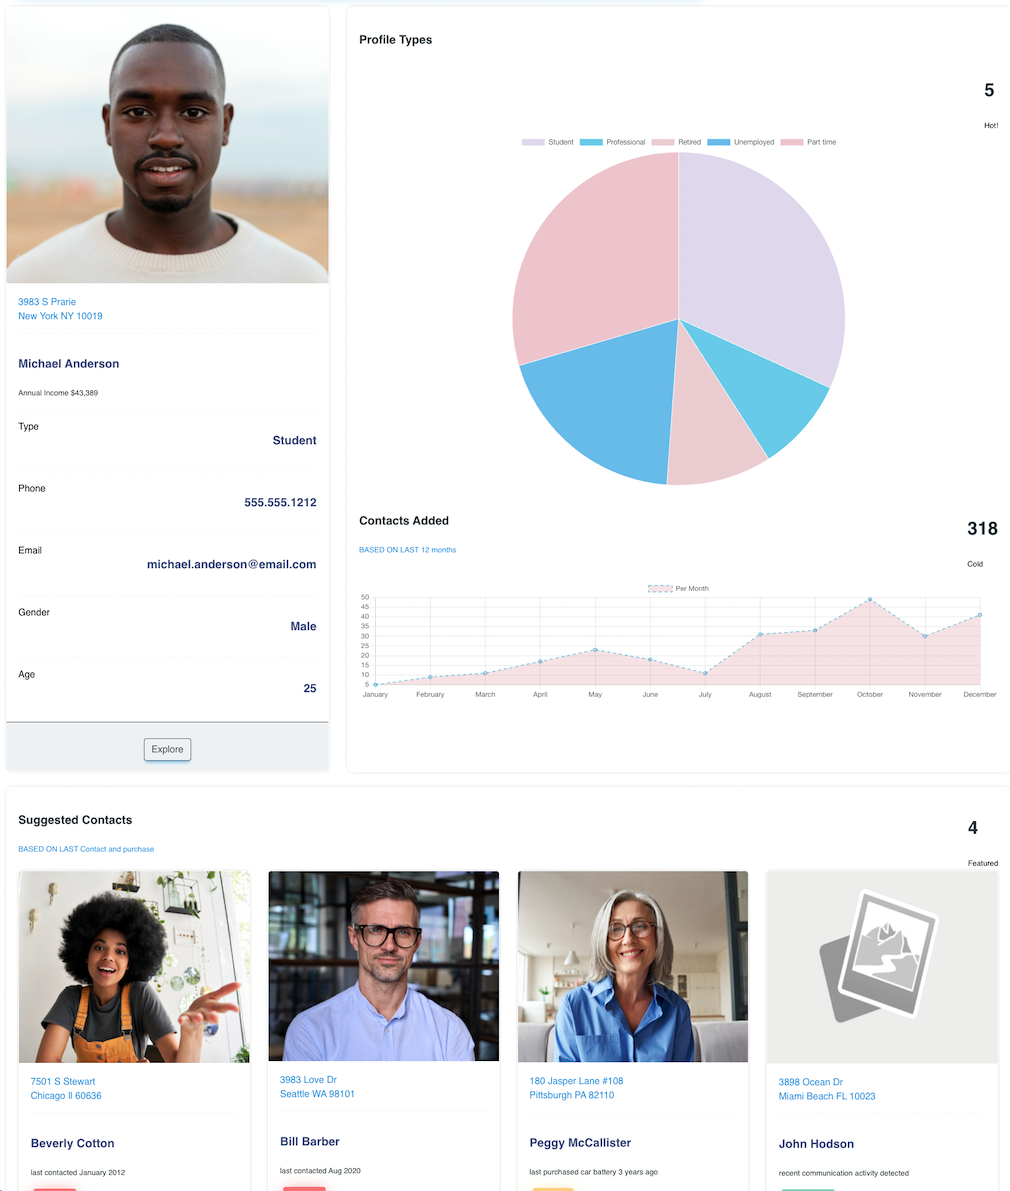 3983 S Prarie
New York NY 10019
Michael Anderson
Annual Income $43,389
Type
Student
Phone
555.555.1212
Email
michael.anderson@email.com
Gender
Male
Age
25
Explore
Profile Types
5
Hot!
Student Professional Retired Unemployed Part time
Contacts Added
318
BASED ON LAST 12 months
Cold
Per Month
50
45
40
35
30
25
20
15
10
5
January February March April May June July August September October November December
Suggested Contacts
4
BASED ON LAST Contact and purchase
Featured
7501 S Stewart
Chicago Il 60636
Beverly Cotton
last contacted January 2012
3983 Love Dr
Seattle WA 98101
Bill Barber
last contacted Aug 2020
180 Jasper Lane #108
Pittsburgh PA 82110
Peggy McCallister
last purchased car battery 3 years ago
3898 Ocean Dr
Miami Beach FL 10023
John Hodson
recent communication activity detected